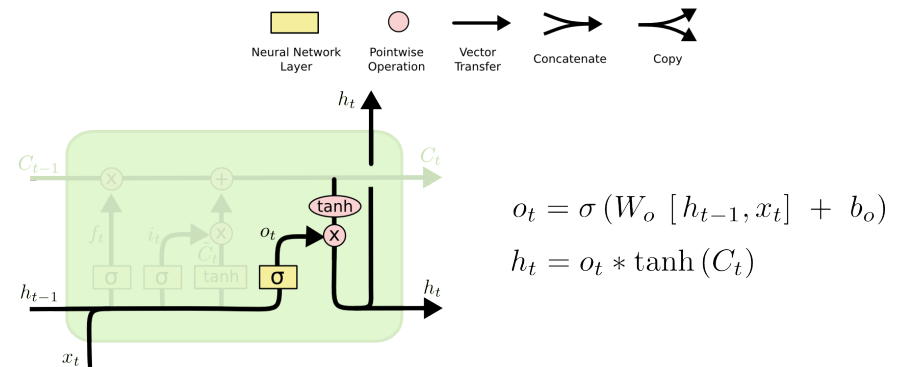 Neural Network Layer
Pointwise Operation
Vector Transfer
Concatenate
Copy
h_t
C_{t-1}
C_t
x
+
tanh
f_t
i_t
x
o_t
x
C̃_t
σ
σ
tanh
σ
h_{t-1}
h_t
x_t
o_t = σ (W_o [h_{t-1}, x_t] + b_o)
h_t = o_t * tanh (C_t)